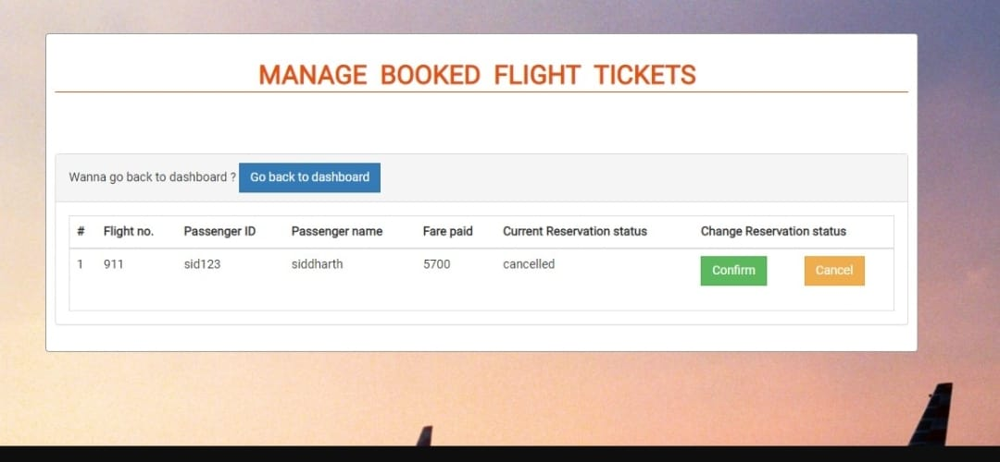 MANAGE BOOKED FLIGHT TICKETS
Wanna go back to dashboard ? Go back to dashboard
# Flight no. Passenger ID Passenger name Fare paid Current Reservation status Change Reservation status
1 911 sid123 siddharth 5700 cancelled Confirm Cancel